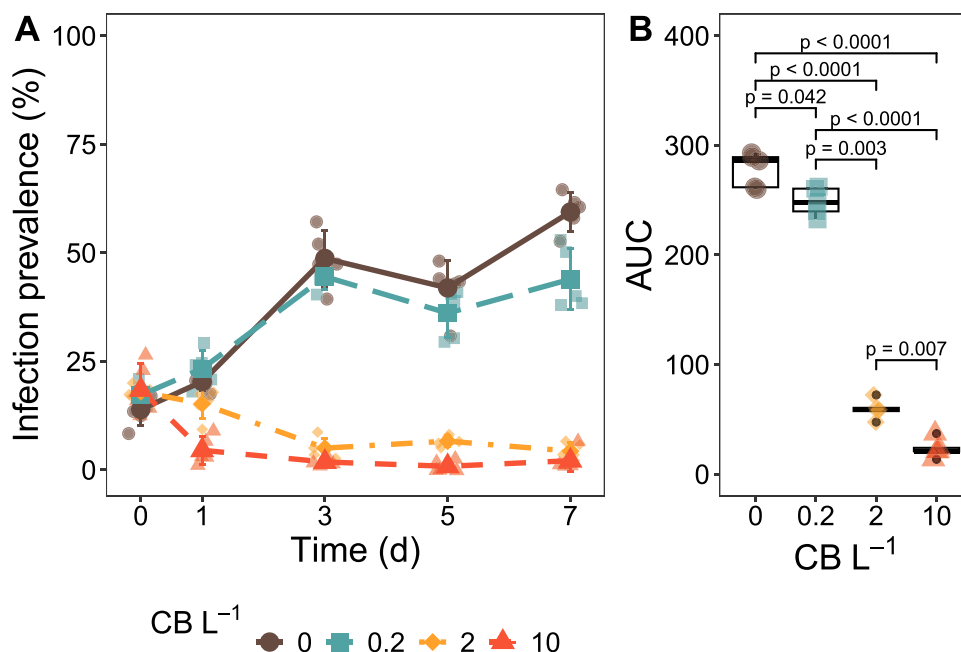 A
Infection prevalence (%)
100
75
50
25
0
0 1 3 5 7
Time (d)
B
AUC
400
300
200
100
0
p < 0.0001
p < 0.0001
p = 0.042
p < 0.0001
p = 0.003
p = 0.007
0 0.2 2 10
CB L⁻¹
CB L⁻¹
0 0.2 2 10